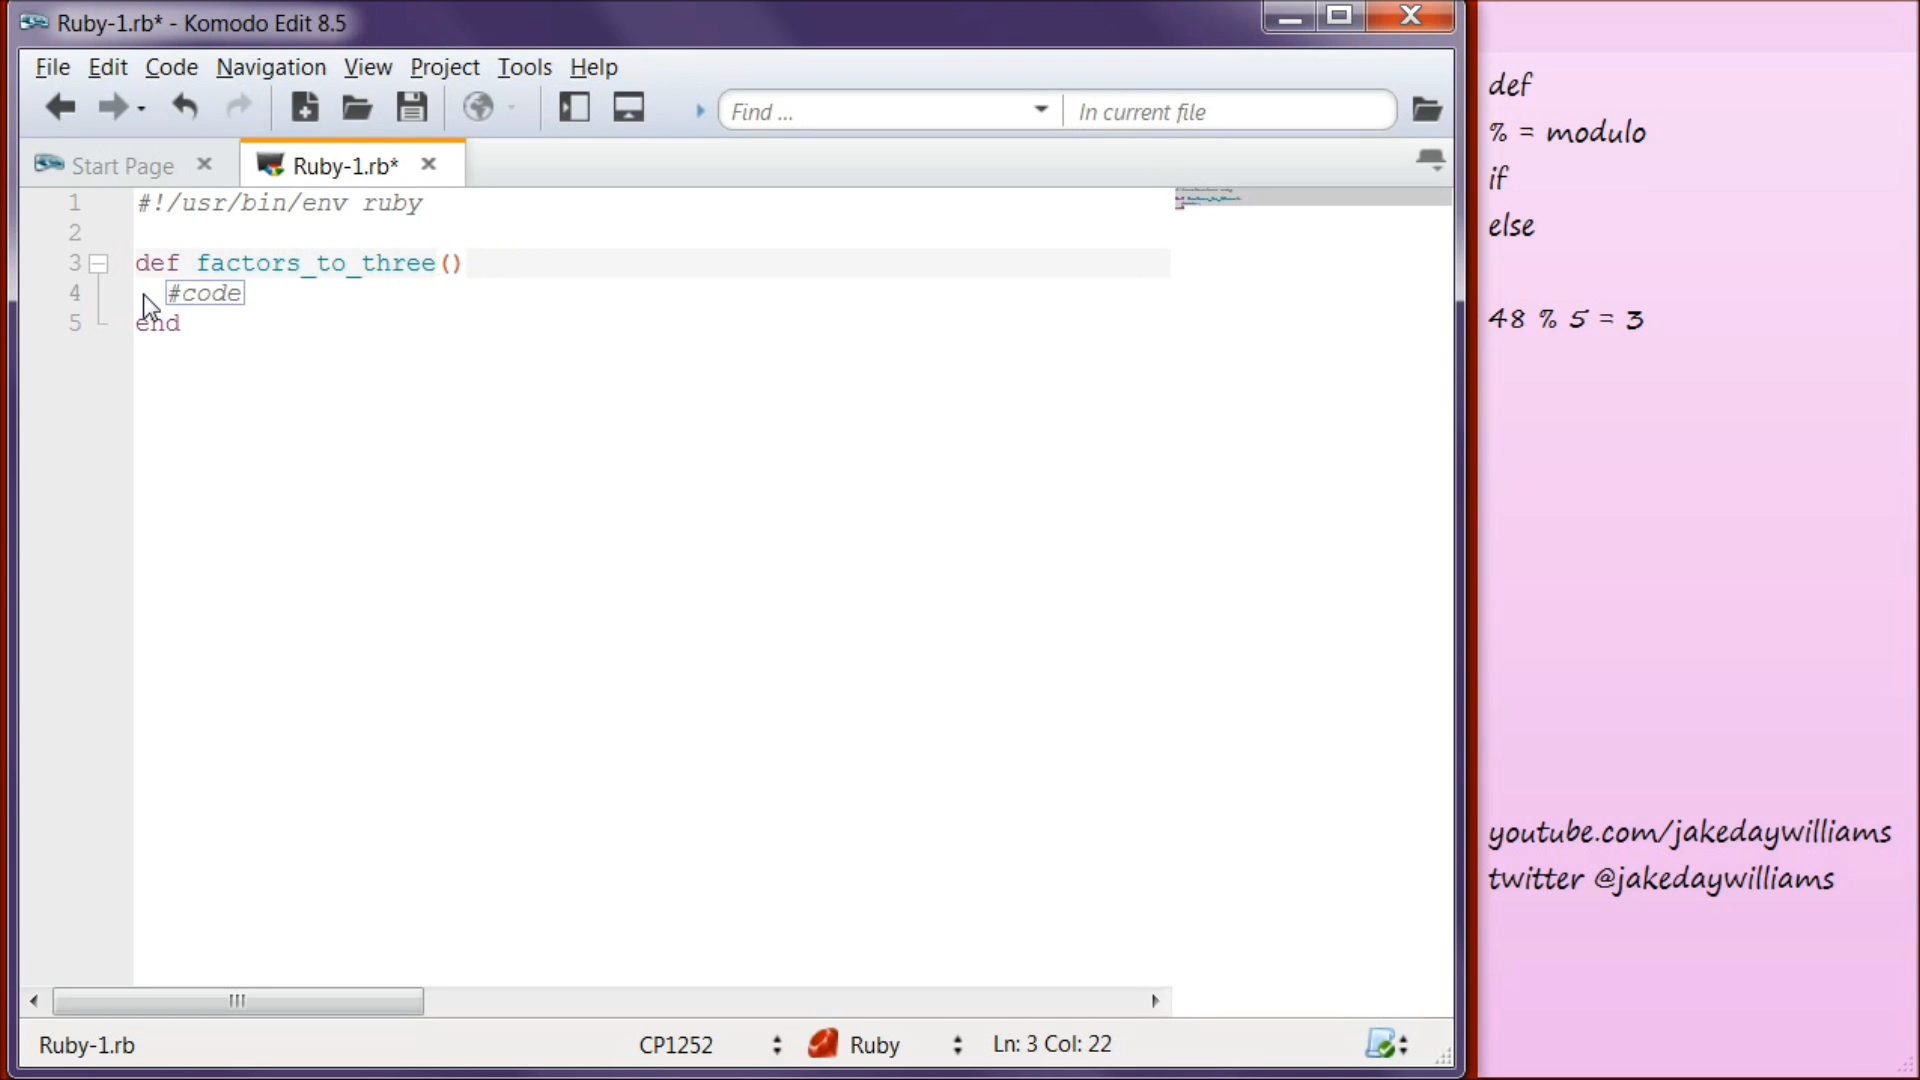 Ruby-1.rb* - Komodo Edit 8.5
File Edit Code Navigation View Project Tools Help
Find ... In current file
Start Page Ruby-1.rb*
1 #!/usr/bin/env ruby
2
3 def factors_to_three()
4 #code
5 end
Ruby-1.rb CP1252 Ruby Ln: 3 Col: 22
def
% = modulo
if
else
48 % 5 = 3
youtube.com/jakedaywilliams
twitter @jakedaywilliams